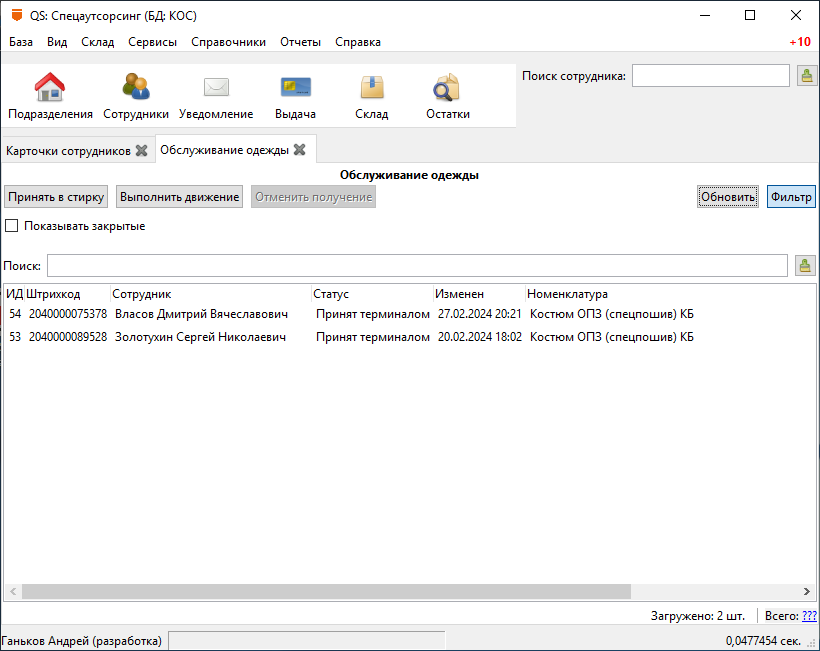 QS: Спецаутсорсинг (БД: КОС)
База Вид Склад Сервисы Справочники Отчеты Справка +10
Поиск сотрудника:
Подразделения Сотрудники Уведомление Выдача Склад Остатки
Карточки сотрудников Обслуживание одежды
Обслуживание одежды
Принять в стирку Выполнить движение Отменить получение Обновить Фильтр
Показывать закрытые
Поиск:
ИД Штрихкод Сотрудник Статус Изменен Номенклатура
54 2040000075378 Власов Дмитрий Вячеславович Принят терминалом 27.02.2024 20:21 Костюм ОПЗ (спецпошив) КБ
53 2040000089528 Золотухин Сергей Николаевич Принят терминалом 20.02.2024 18:02 Костюм ОПЗ (спецпошив) КБ
Загружено: 2 шт. Всего: ???
Ганьков Андрей (разработка) 0,0477454 сек.